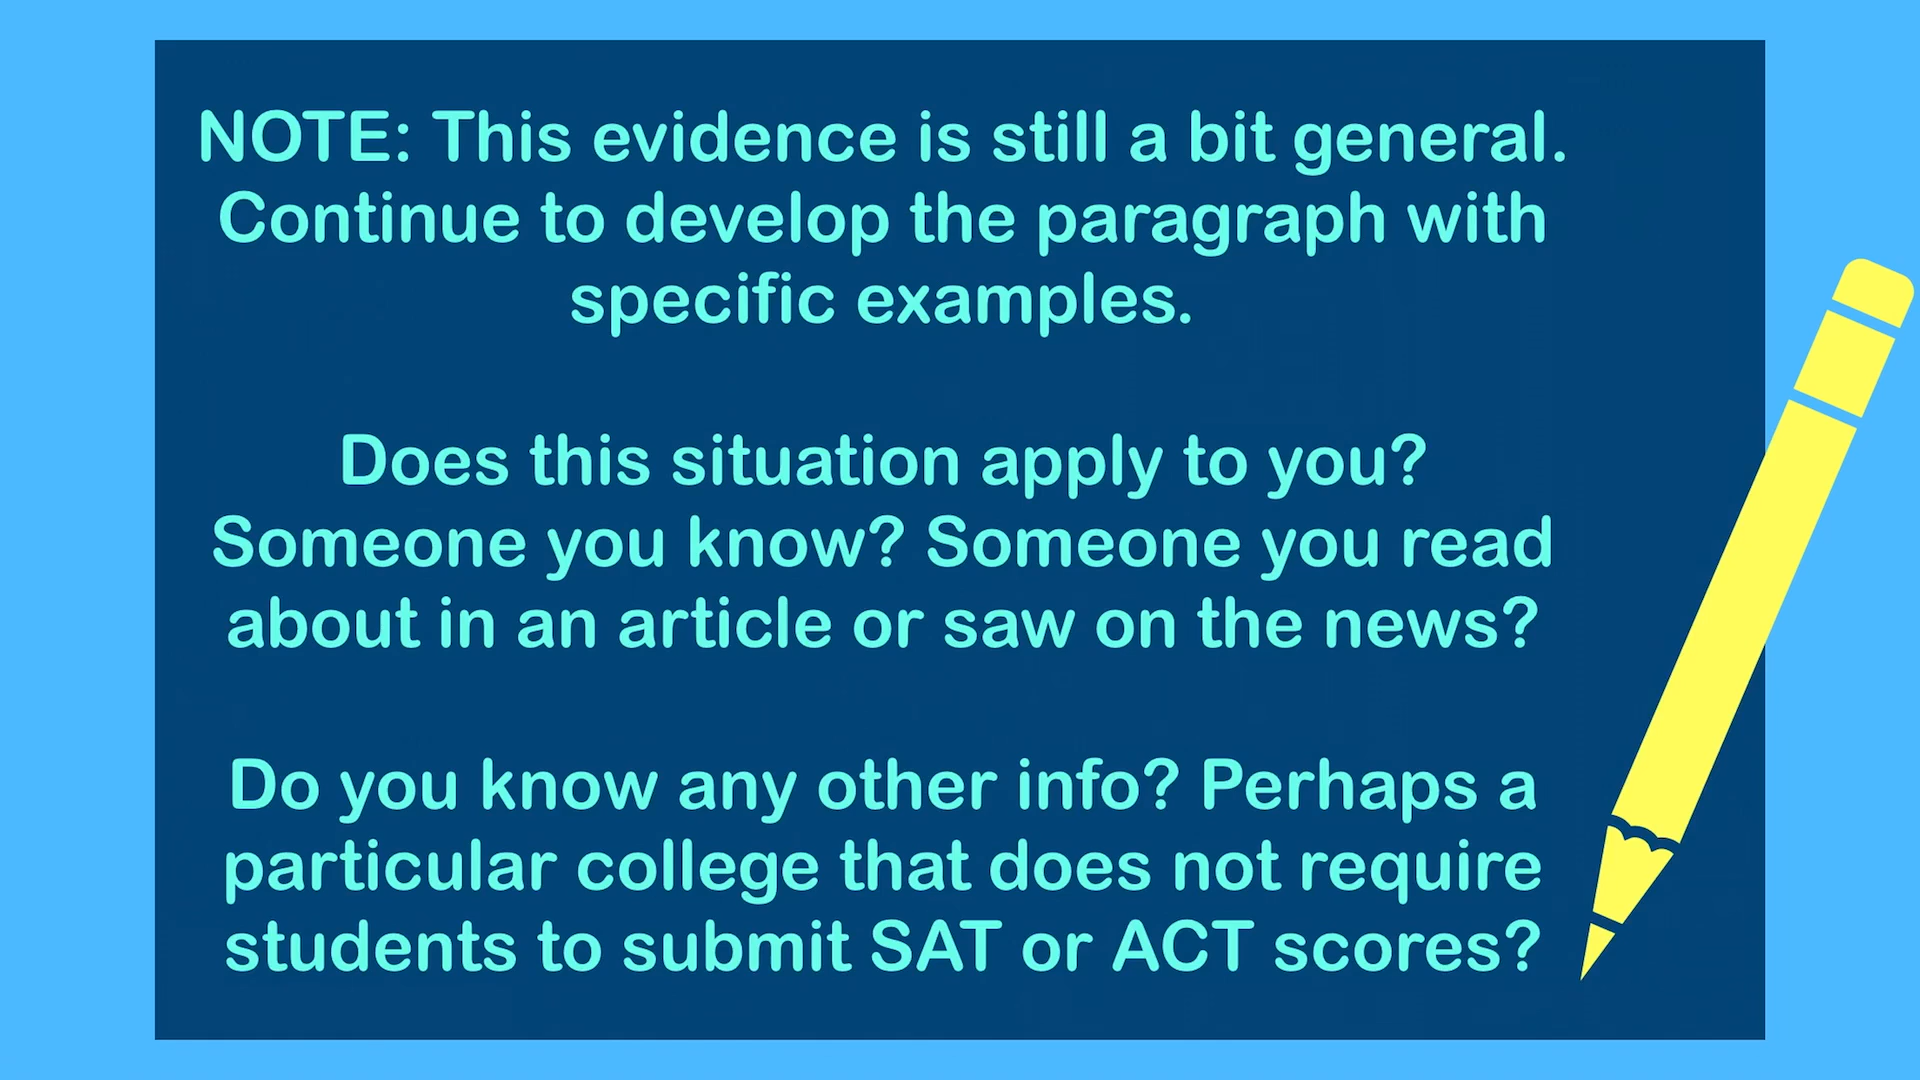 NOTE: This evidence is still a bit general.
Continue to develop the paragraph with
specific examples.
Does this situation apply to you?
Someone you know? Someone you read
about in an article or saw on the news?
Do you know any other info? Perhaps a
particular college that does not require
students to submit SAT or ACT scores?